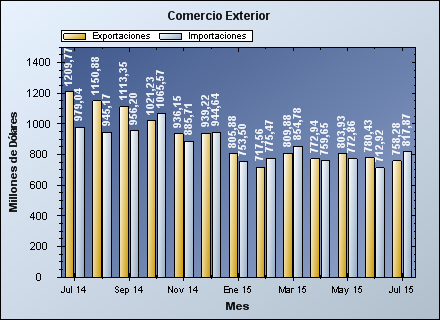 Comercio Exterior
Exportaciones Importaciones
Millones de Dólares
1400
1200
1000
800
600
400
200
0
1209,77 979,04 1150,88 945,17 1113,35 956,20 1021,23 1065,57 936,15 885,71 939,22 944,64 805,88 753,50 717,56 775,47 809,88 854,78 772,94 759,65 803,93 772,86 780,43 712,92 758,28 817,87
Jul 14 Sep 14 Nov 14 Ene 15 Mar 15 May 15 Jul 15
Mes